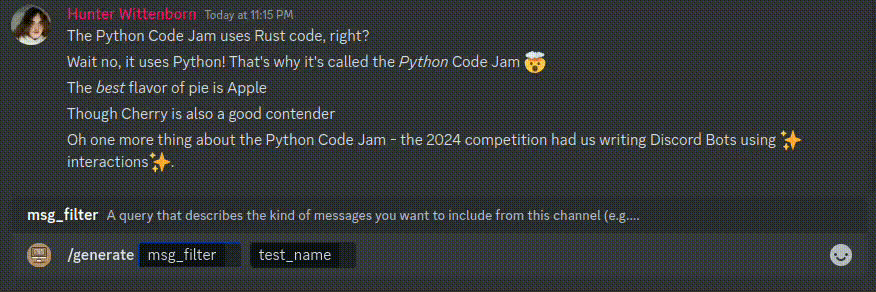 Hunter Wittenborn Today at 11:15 PM
The Python Code Jam uses Rust code, right?
Wait no, it uses Python! That's why it's called the Python Code Jam 🤯
The best flavor of pie is Apple
Though Cherry is also a good contender
Oh one more thing about the Python Code Jam - the 2024 competition had us writing Discord Bots using ✨
interactions✨.
msg_filter A query that describes the kind of messages you want to include from this channel (e.g....
/generate msg_filter test_name